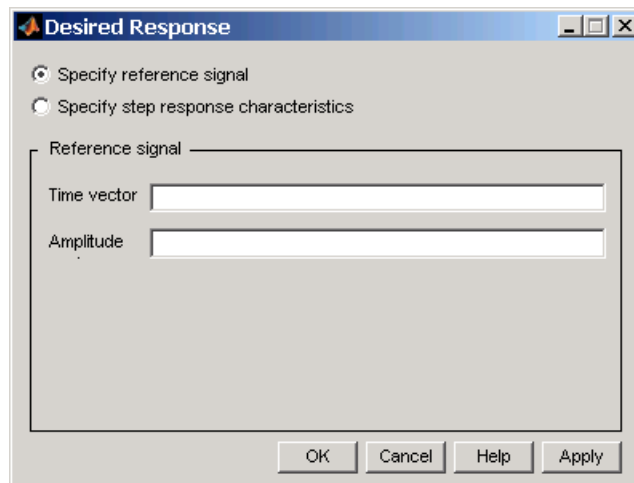 Desired Response
Specify reference signal
Specify step response characteristics
Reference signal
Time vector
Amplitude
OK Cancel Help Apply